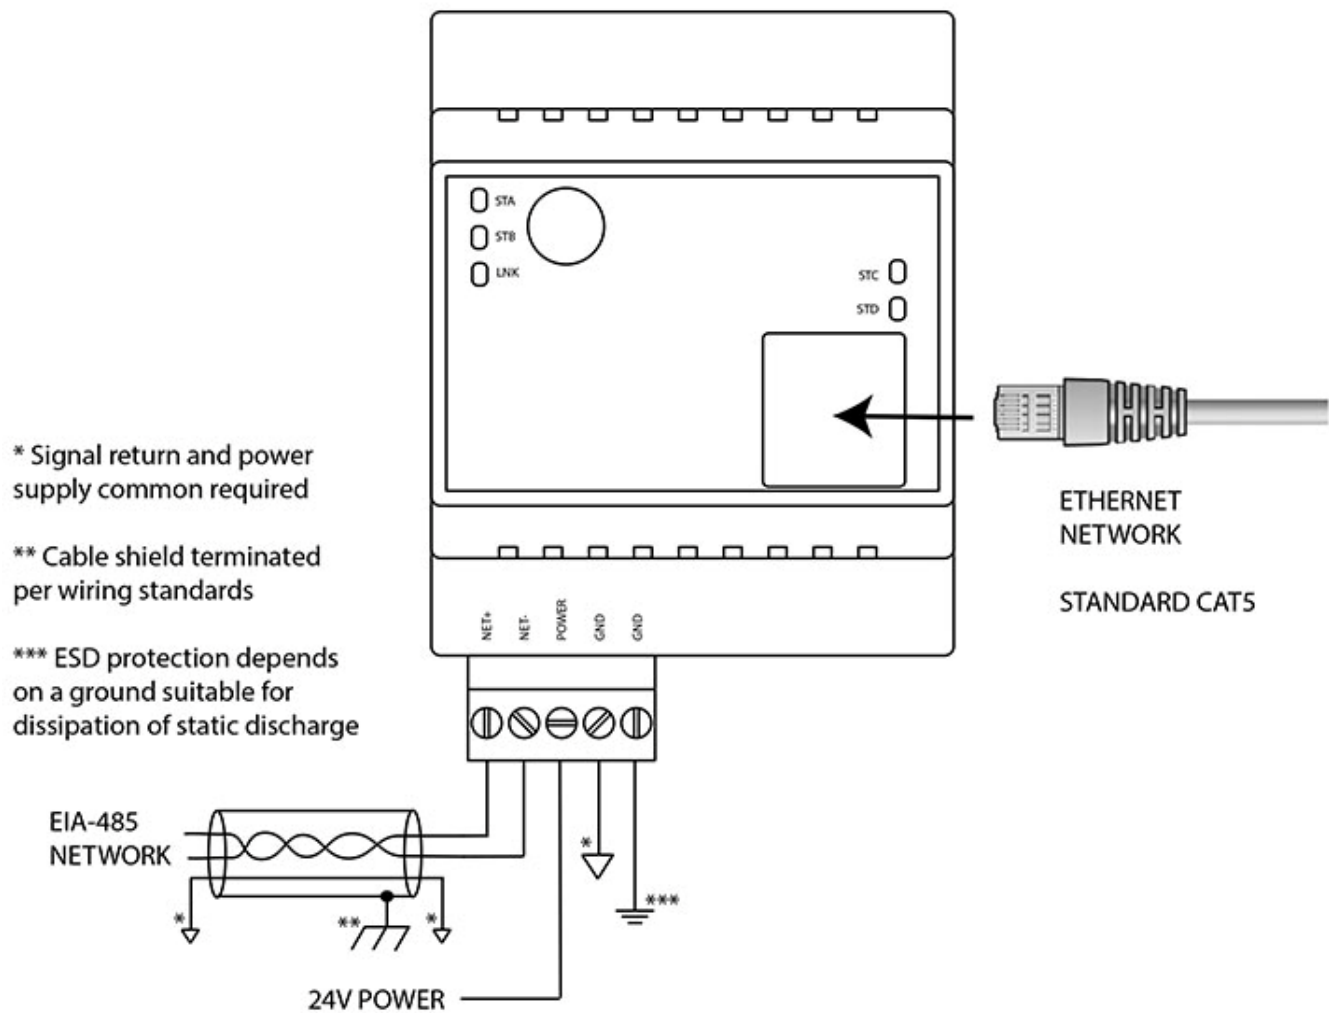 STA
STB
LNK
STC
STD
* Signal return and power
supply common required
** Cable shield terminated
per wiring standards
*** ESD protection depends
on a ground suitable for
dissipation of static discharge
ETHERNET
NETWORK
STANDARD CAT5
NET+
NET-
POWER
GND
GND
EIA-485
NETWORK
*
**
*
*
***
24V POWER